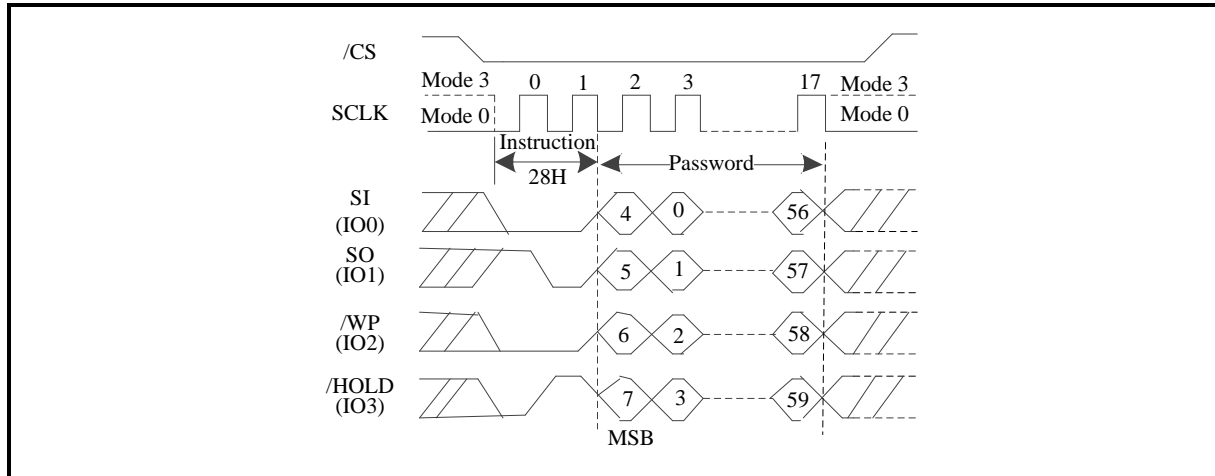 /CS
Mode 3 0 1 2 3 17 Mode 3
SCLK Mode 0 Mode 0
Instruction Password
28H
SI
(IO0) 4 0 56
SO
(IO1) 5 1 57
/WP
(IO2) 6 2 58
/HOLD
(IO3) 7 3 59
MSB